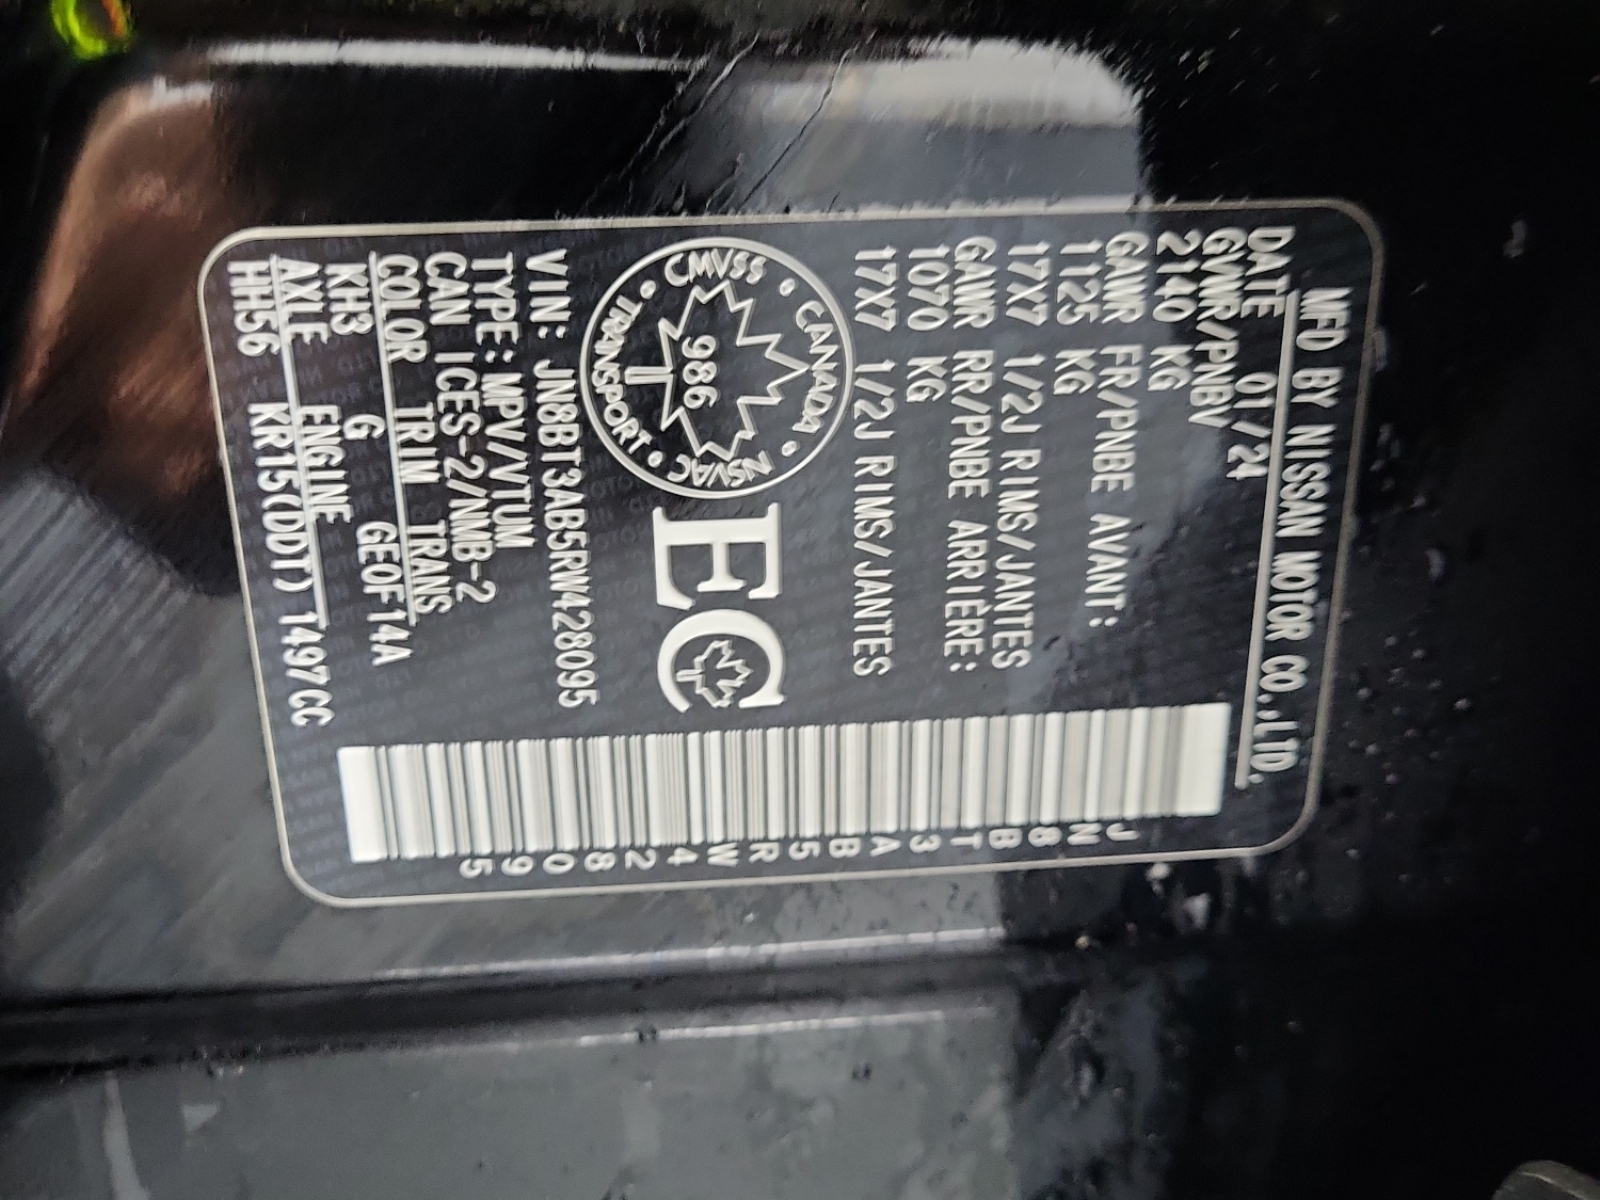 MFD BY NISSAN MOTOR CO.,LTD.
DATE 01/24
GVWR/PNBV
2140 KG
GAWR FR/PNBE AVANT:
1125 KG
17X7 1/2J RIMS/JANTES
GAWR RR/PNBE ARRIÈRE:
1070 KG
17X7 1/2J RIMS/JANTES
CMVSS • CANADA • NSVAC • TRANSPORT •
986
EC
VIN: JN8BT3AB5RW428095
TYPE: MPV/VTUM
CAN ICES-2/NMB-2
COLOR TRIM TRANS
KH3 G GEOF14A
AXLE ENGINE
HH56 KR15(DDT) 1497CC
JN8BT3AB5RW428095